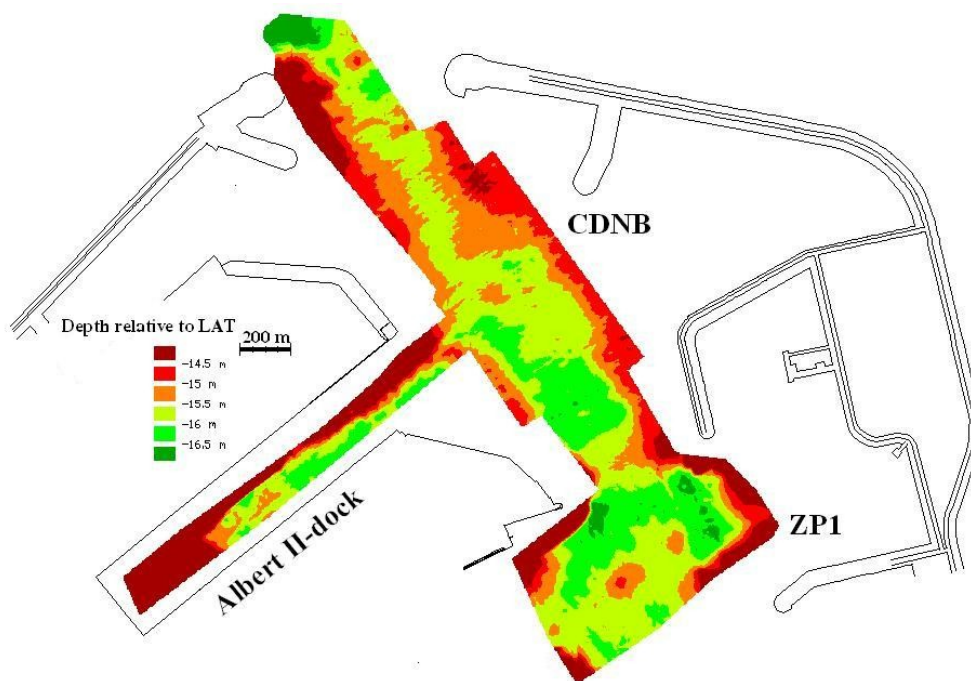 CDNB
Depth relative to LAT
200 m
-14.5 m
-15 m
-15.5 m
-16 m
-16.5 m
Albert II-dock
ZP1